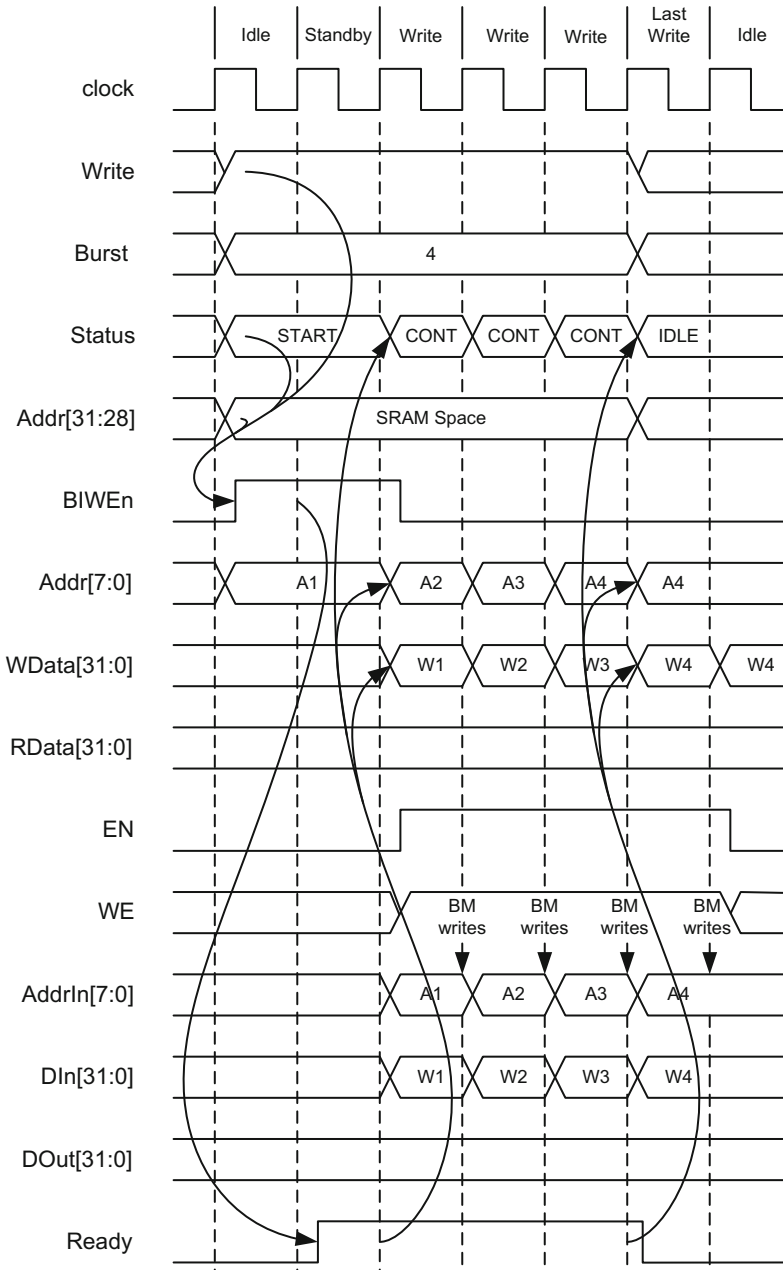 Idle Standby Write Write Write Last Write Idle
clock
Write
Burst 4
Status START CONT CONT CONT IDLE
Addr[31:28] SRAM Space
BIWEn
Addr[7:0] A1 A2 A3 A4 A4
WData[31:0] W1 W2 W3 W4 W4
RData[31:0]
EN
WE BM writes BM writes BM writes BM writes
AddrIn[7:0] A1 A2 A3 A4
DIn[31:0] W1 W2 W3 W4
DOut[31:0]
Ready